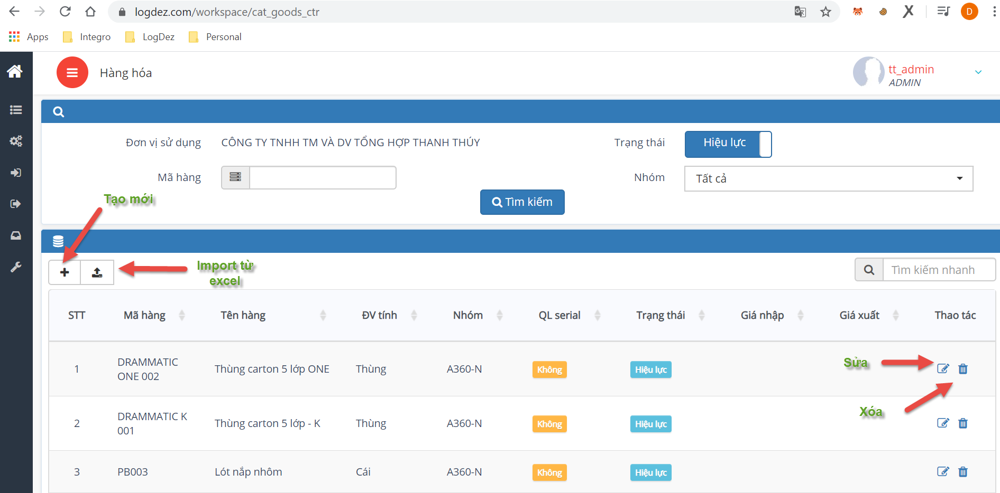 logdez.com/workspace/cat_goods_ctr
D
Apps Integro LogDez Personal
Hàng hóa
tt_admin
ADMIN
Đơn vị sử dụng CÔNG TY TNHH TM VÀ DV TỔNG HỢP THANH THÚY Trạng thái Hiệu lực
Mã hàng Nhóm Tất cả
Tạo mới
Tìm kiếm
Import từ
excel
Tìm kiếm nhanh
STT Mã hàng Tên hàng ĐV tính Nhóm QL serial Trạng thái Giá nhập Giá xuất Thao tác
1 DRAMMATIC ONE 002 Thùng carton 5 lớp ONE Thùng A360-N Không Hiệu lực
Sửa
Xóa
2 DRAMMATIC K 001 Thùng carton 5 lớp - K Thùng A360-N Không Hiệu lực
3 PB003 Lót nắp nhôm Cái A360-N Không Hiệu lực